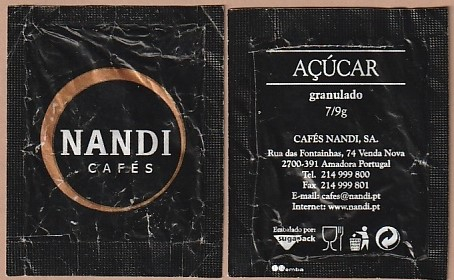 NANDI
CAFÉS
AÇÚCAR
granulado
7/9g
CAFÉS NANDI, SA.
Rua das Fontainhas, 74 Venda Nova
2700-391 Amadora Portugal
Tel. 214 999 800
Fax 214 999 801
E-mail: cafes@nandi.pt
Internet: www.nandi.pt
Embalado por:
sugarpack
amba